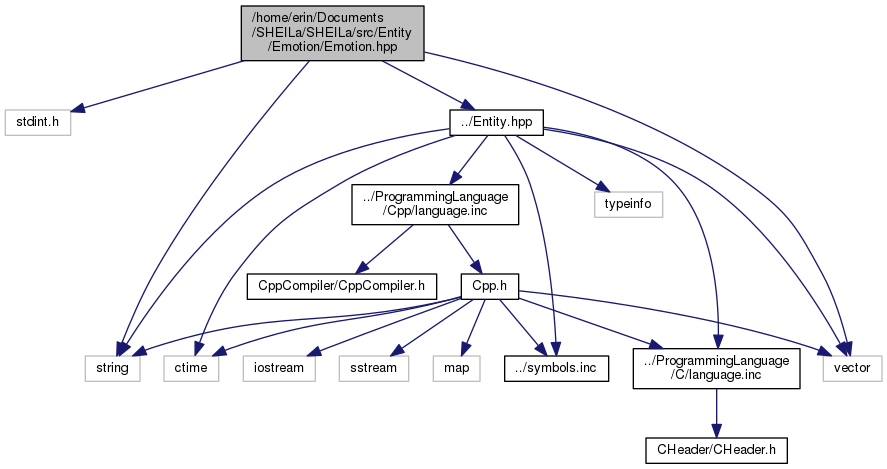 /home/erin/Documents
/SHEILa/SHEILa/src/Entity
/Emotion/Emotion.hpp
stdint.h
../Entity.hpp
../ProgrammingLanguage
/Cpp/language.inc
typeinfo
CppCompiler/CppCompiler.h
Cpp.h
string
ctime
iostream
sstream
map
../symbols.inc
../ProgrammingLanguage
/C/language.inc
vector
CHeader/CHeader.h